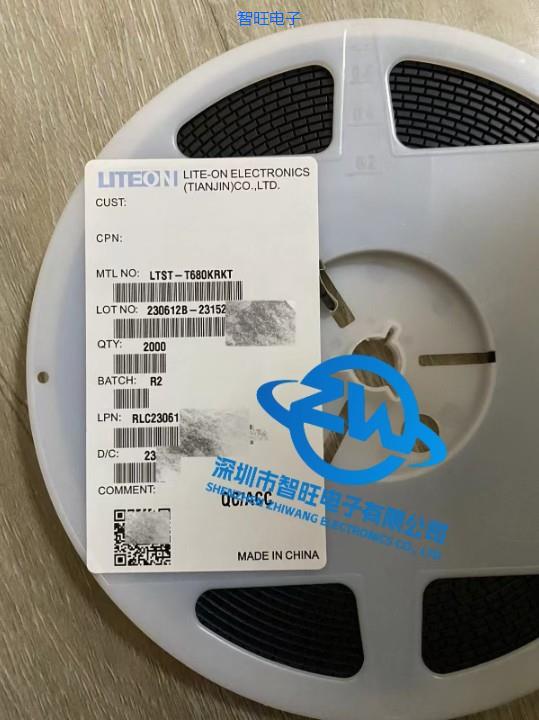 智旺电子
LITEON LITE-ON ELECTRONICS
(TIANJIN)CO.,LTD.
CUST:
CPN:
MTL NO: LTST-T680KRKT
LOT NO: 230612B-23152
QTY: 2000
BATCH: R2
LPN: RLC23061
D/C: 23
COMMENT:
QC/ACC
MADE IN CHINA
ZW
深圳市智旺电子有限公司
SHENZHEN ZHIWANG ELECTRONICS CO., LTD